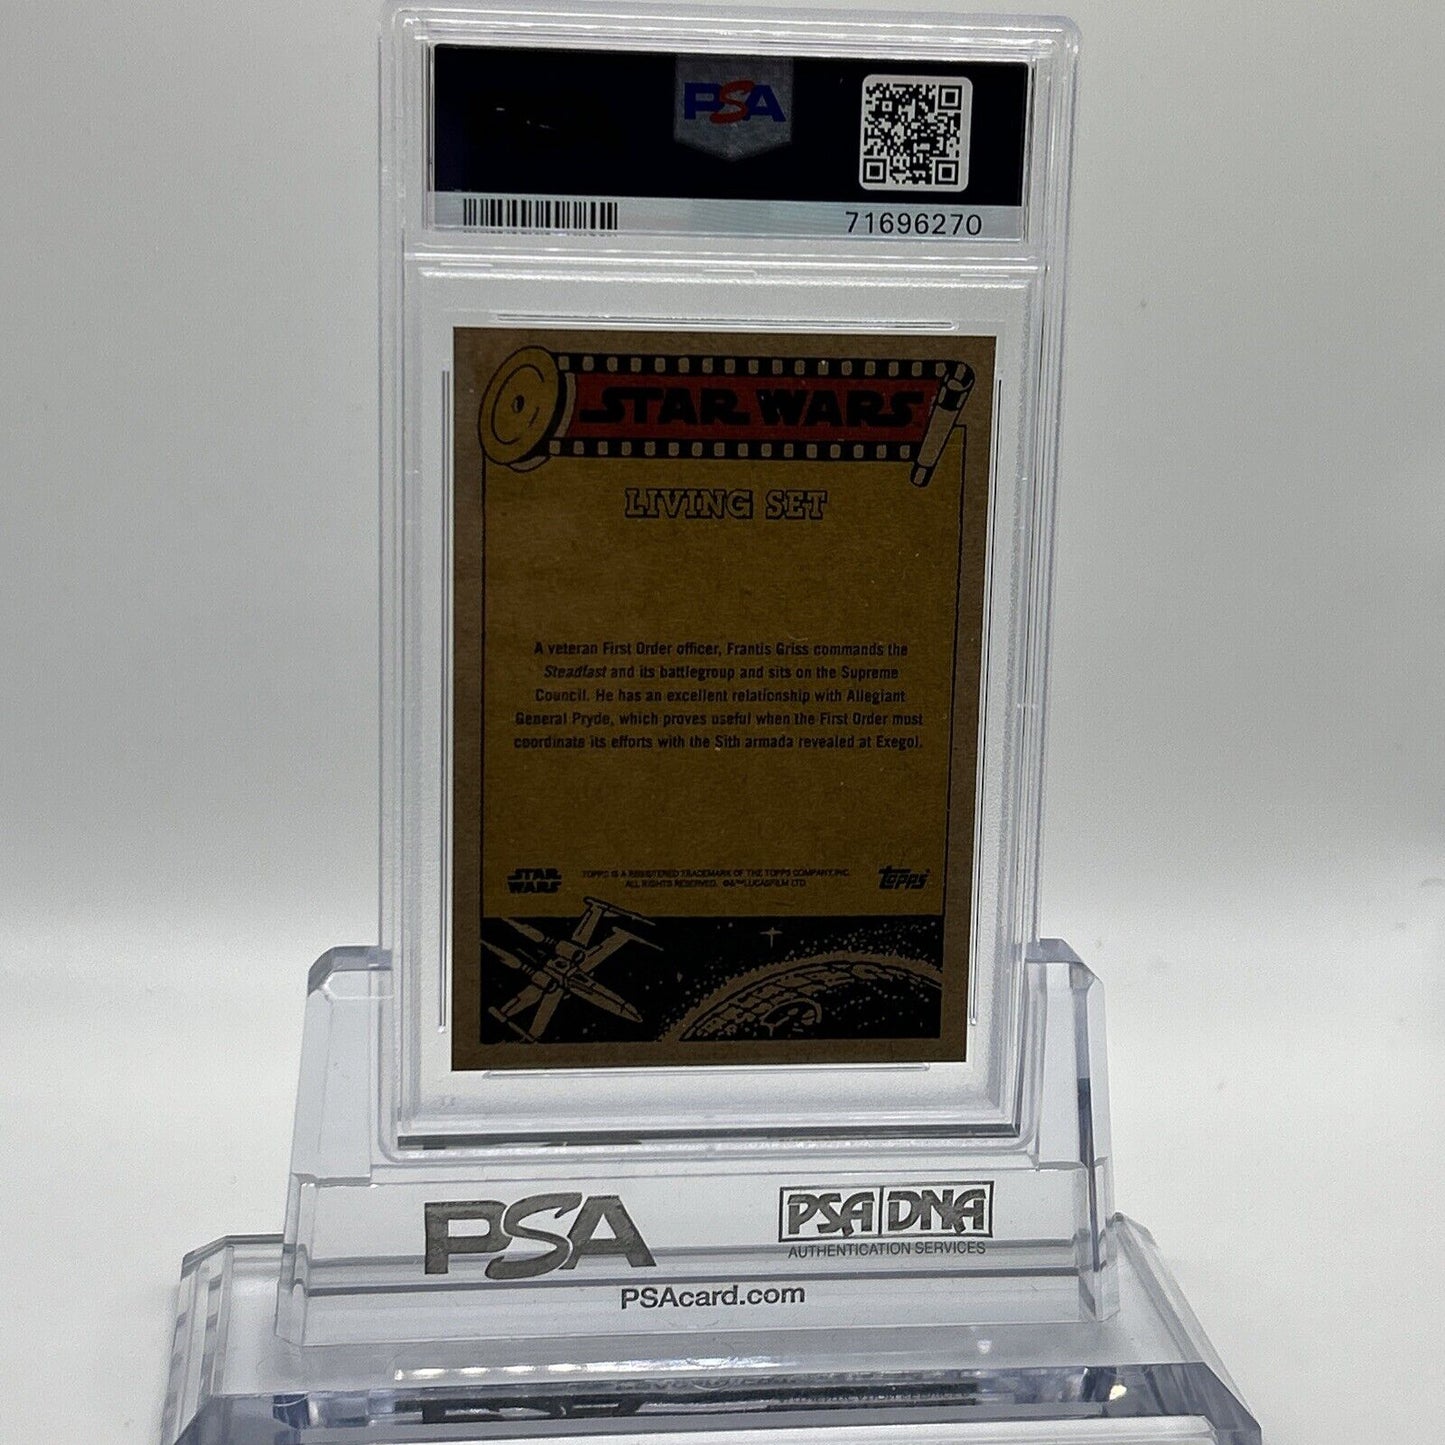 PSA
71696270
STAR WARS
LIVING SET
A veteran First Order officer, Frantis Griss commands the
Steadfast and its battlegroup and sits on the Supreme
Council. He has an excellent relationship with Allegiant
General Pryde, which proves useful when the First Order must
coordinate its efforts with the Sith armada revealed at Exegol.
STAR
WARS
TOPPS IS A REGISTERED TRADEMARK OF THE TOPPS COMPANY, INC.
ALL RIGHTS RESERVED. ©&™ LUCASFILM LTD
TOPPS
PSA
PSA DNA
AUTHENTICATION SERVICES
PSAcard.com